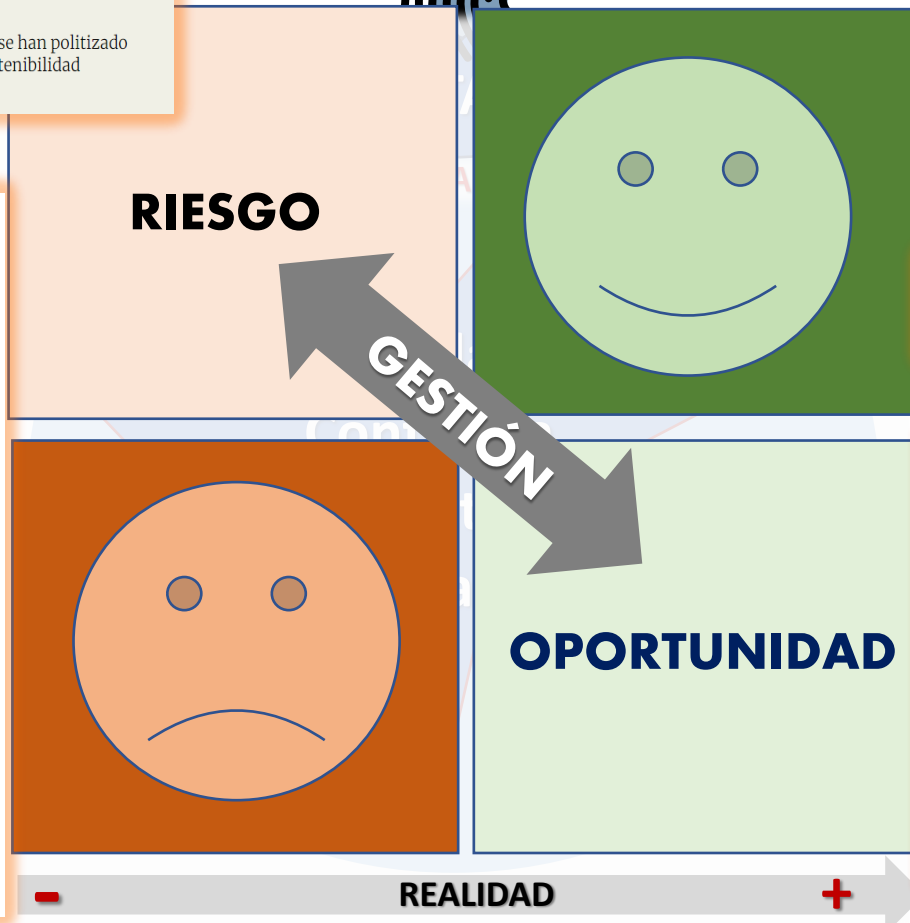 se han politizado
tenibilidad
RIESGO
GESTIÓN
OPORTUNIDAD
- REALIDAD +